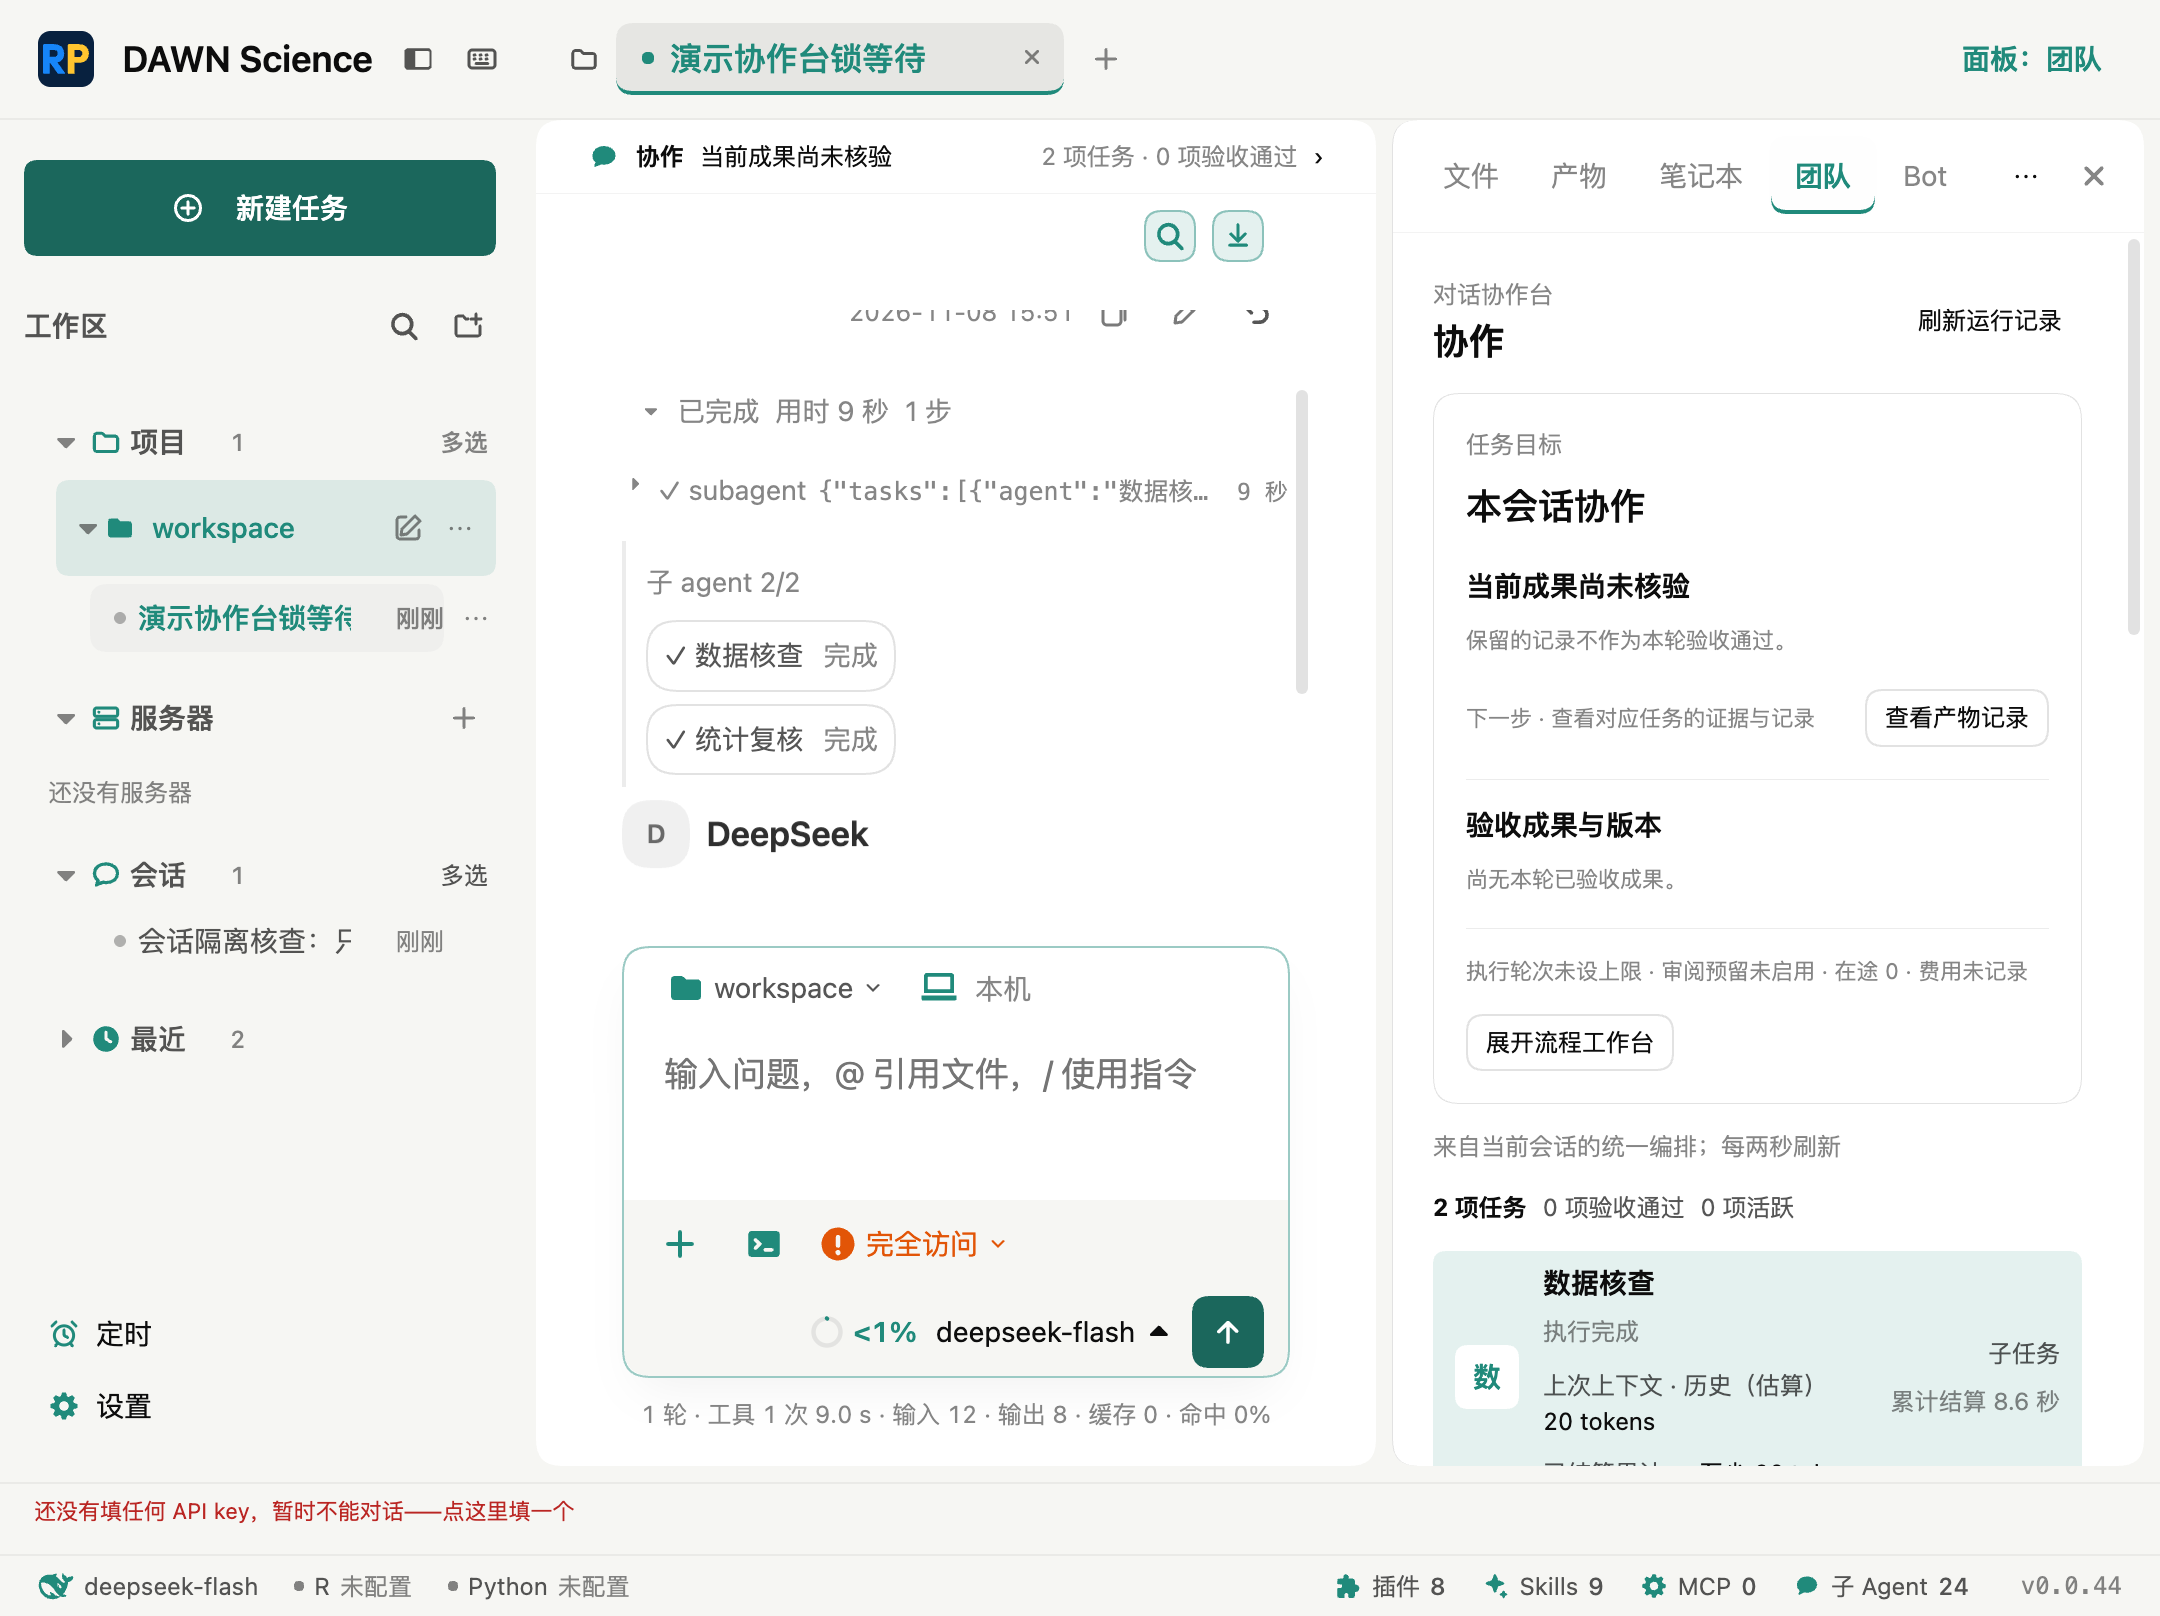 RP DAWN Science
演示协作台锁等待
面板：团队
新建任务
工作区
项目 1 多选
workspace
演示协作台锁等待 刚刚
服务器
还没有服务器
会话 1 多选
会话隔离核查： 刚刚
最近 2
定时
设置
协作 当前成果尚未核验 2 项任务 · 0 项验收通过
2026-11-08 15:51
已完成 用时 9 秒 1 步
subagent {"tasks":[{"agent":"数据核... 9 秒
子 agent 2/2
数据核查 完成
统计复核 完成
D DeepSeek
workspace 本机
输入问题，@ 引用文件，/ 使用指令
完全访问
<1% deepseek-flash
1 轮 · 工具 1 次 9.0 s · 输入 12 · 输出 8 · 缓存 0 · 命中 0%
文件 产物 笔记本 团队 Bot
对话协作台
协作
刷新运行记录
任务目标
本会话协作
当前成果尚未核验
保留的记录不作为本轮验收通过。
下一步 · 查看对应任务的证据与记录 查看产物记录
验收成果与版本
尚无本轮已验收成果。
执行轮次未设上限 · 审阅预留未启用 · 在途 0 · 费用未记录
展开流程工作台
来自当前会话的统一编排；每两秒刷新
2 项任务 0 项验收通过 0 项活跃
数据核查
执行完成
数
上次上下文 · 历史（估算）
20 tokens
子任务
累计结算 8.6 秒
还没有填任何 API key，暂时不能对话——点这里填一个
deepseek-flash R 未配置 Python 未配置
插件 8 Skills 9 MCP 0 子 Agent 24 v0.0.44